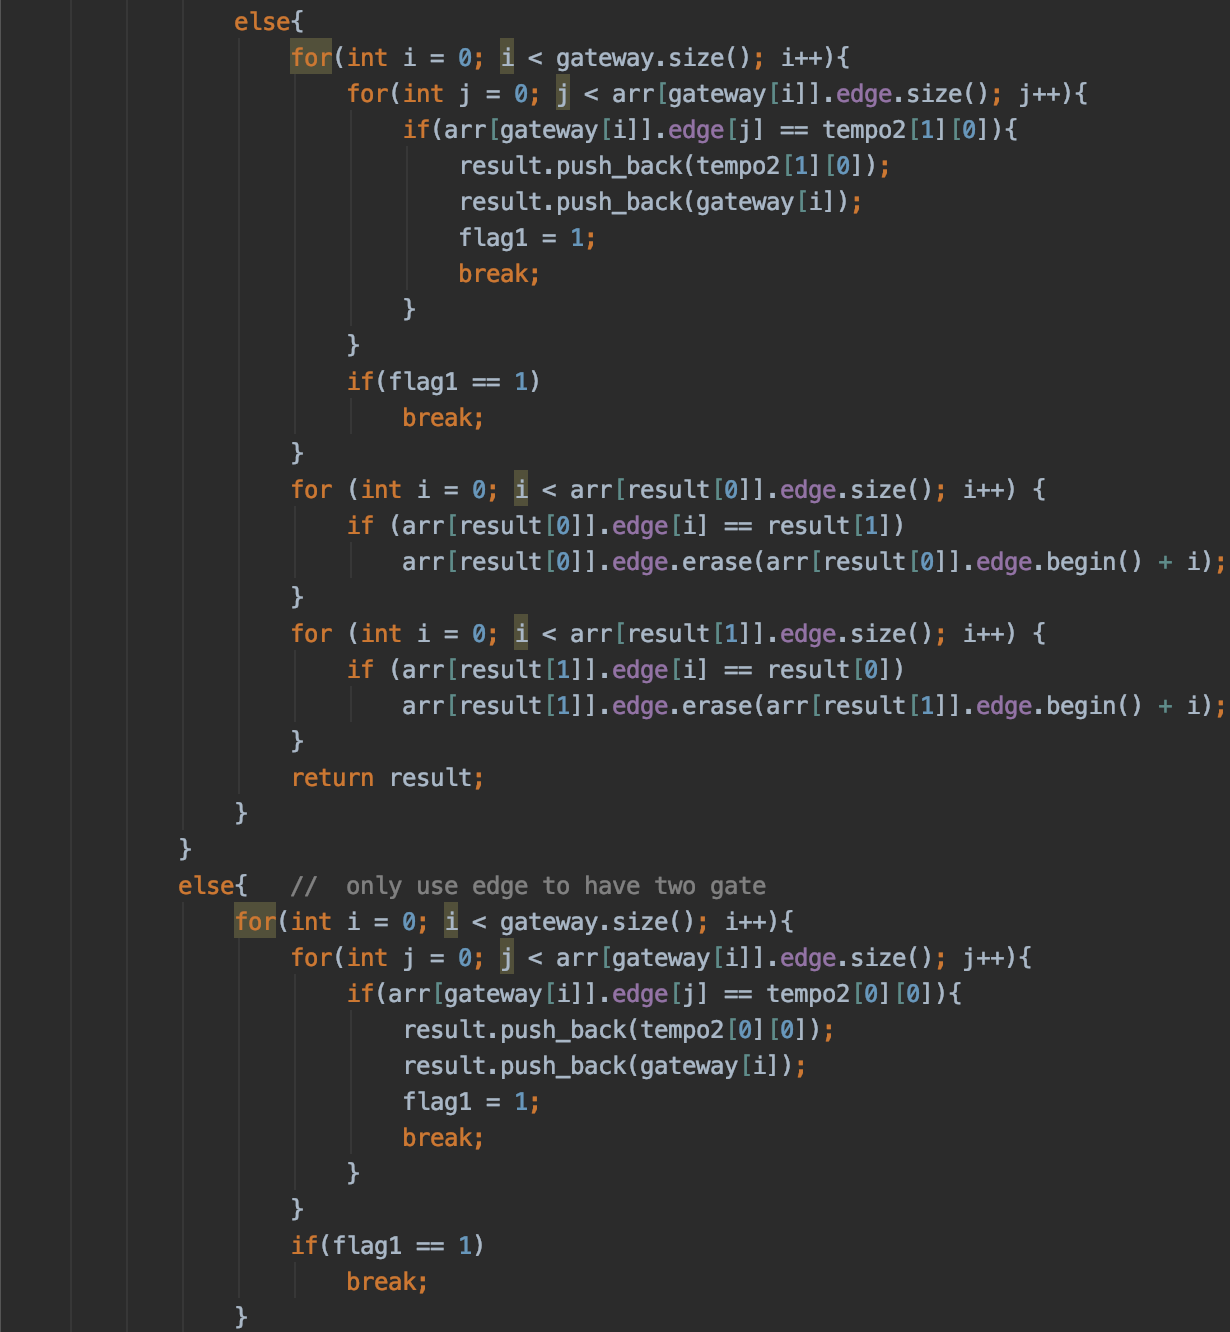 else{
for(int i = 0; i < gateway.size(); i++){
for(int j = 0; j < arr[gateway[i]].edge.size(); j++){
if(arr[gateway[i]].edge[j] == tempo2[1][0]){
result.push_back(tempo2[1][0]);
result.push_back(gateway[i]);
flag1 = 1;
break;
}
}
if(flag1 == 1)
break;
}
for (int i = 0; i < arr[result[0]].edge.size(); i++) {
if (arr[result[0]].edge[i] == result[1])
arr[result[0]].edge.erase(arr[result[0]].edge.begin() + i);
}
for (int i = 0; i < arr[result[1]].edge.size(); i++) {
if (arr[result[1]].edge[i] == result[0])
arr[result[1]].edge.erase(arr[result[1]].edge.begin() + i);
}
return result;
}
}
else{   //  only use edge to have two gate
for(int i = 0; i < gateway.size(); i++){
for(int j = 0; j < arr[gateway[i]].edge.size(); j++){
if(arr[gateway[i]].edge[j] == tempo2[0][0]){
result.push_back(tempo2[0][0]);
result.push_back(gateway[i]);
flag1 = 1;
break;
}
}
if(flag1 == 1)
break;
}